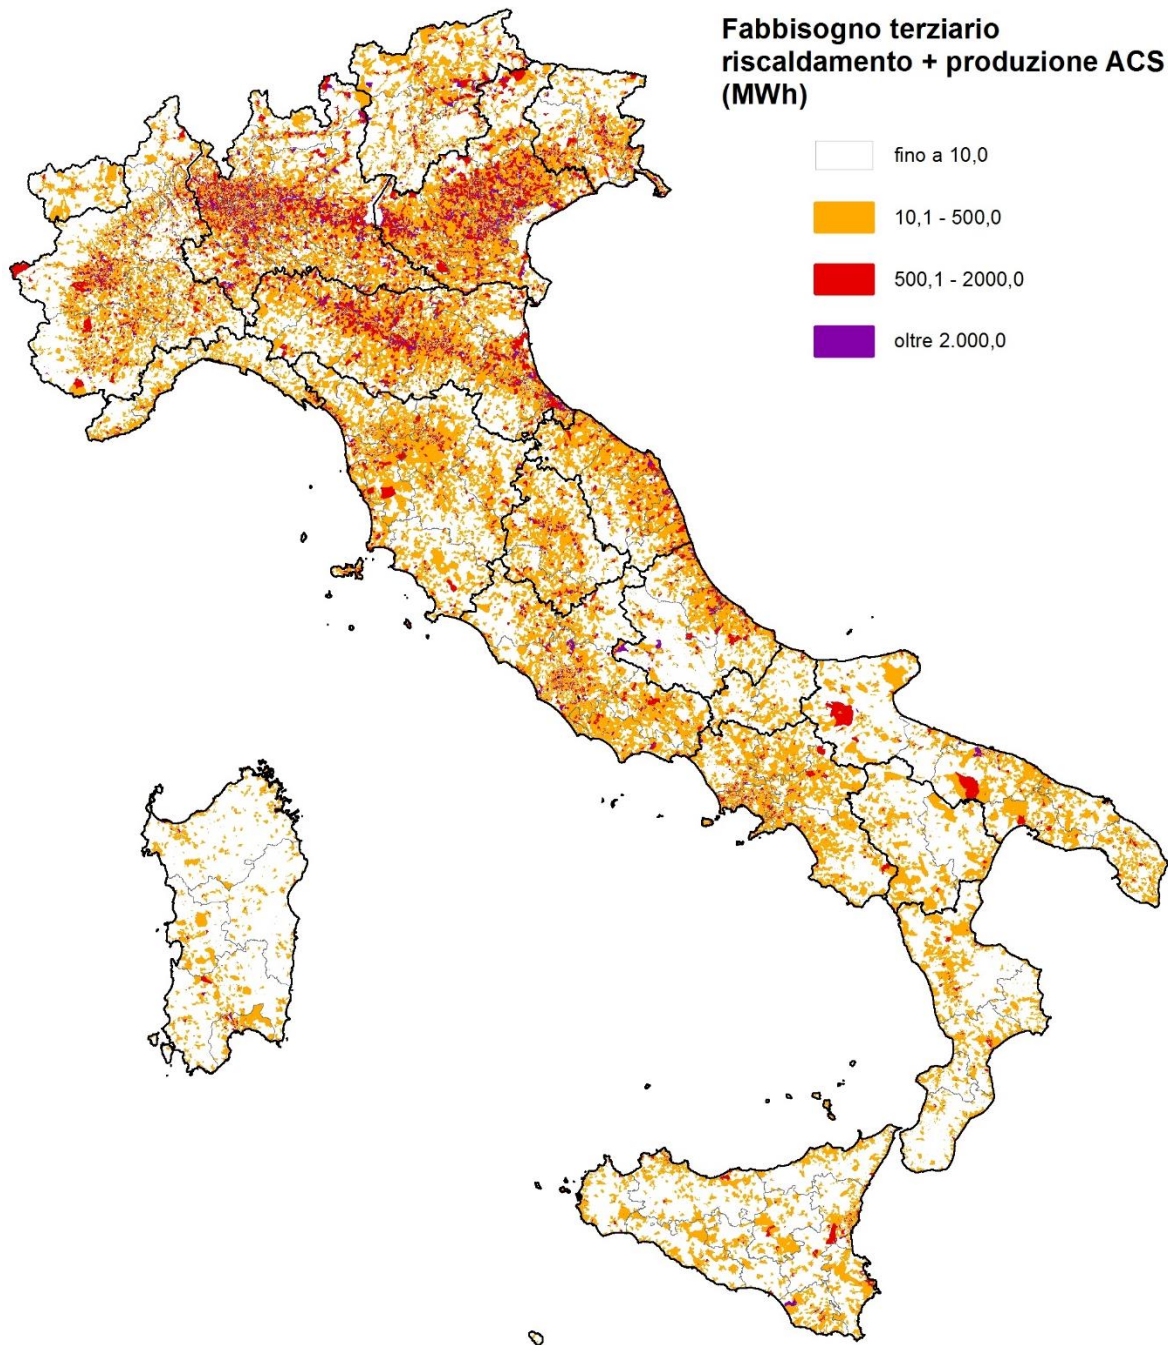 Fabbisogno terziario
riscaldamento + produzione ACS
(MWh)
fino a 10,0
10,1 - 500,0
500,1 - 2000,0
oltre 2.000,0